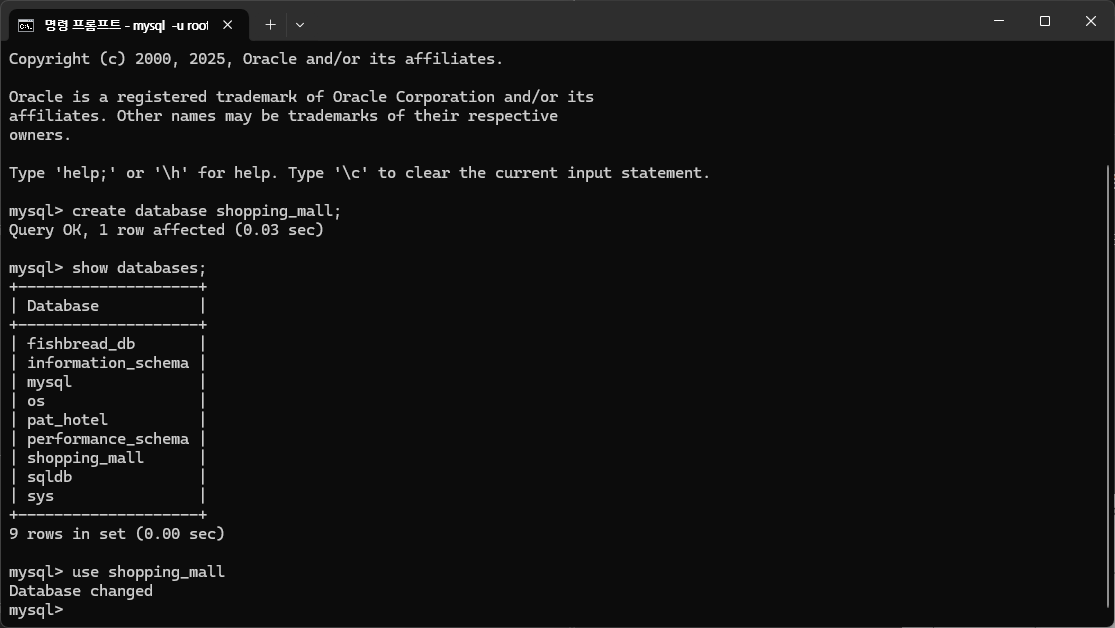 명령 프롬프트 - mysql  -u root
Copyright (c) 2000, 2025, Oracle and/or its affiliates.
Oracle is a registered trademark of Oracle Corporation and/or its
affiliates. Other names may be trademarks of their respective
owners.
Type 'help;' or '\h' for help. Type '\c' to clear the current input statement.
mysql> create database shopping_mall;
Query OK, 1 row affected (0.03 sec)
mysql> show databases;
+--------------------+
| Database           |
+--------------------+
| fishbread_db       |
| information_schema |
| mysql              |
| os                 |
| pat_hotel          |
| performance_schema |
| shopping_mall      |
| sqldb              |
| sys                |
+--------------------+
9 rows in set (0.00 sec)
mysql> use shopping_mall
Database changed
mysql>